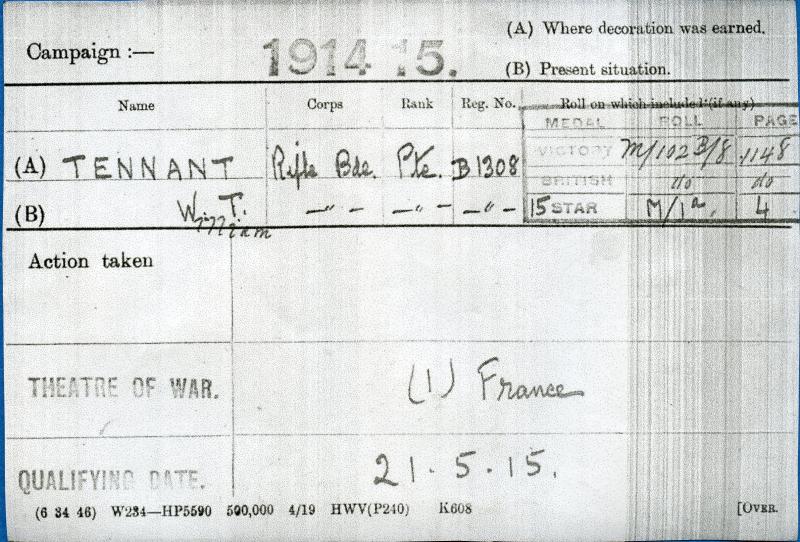 (A) Where decoration was earned.
Campaign :— 1914 15.
(B) Present situation.
Name Corps Rank Reg. No. Roll on which included (if any)
MEDAL ROLL PAGE
(A) TENNANT Rifle Bde. Pte. B1308 VICTORY M/102B/8 1148
BRITISH do do
(B) W. T. —"— —"— —"— 15 STAR M/1a. 4
Action taken
THEATRE OF WAR. (1) France
QUALIFYING DATE. 21.5.15.
(6 34 46) W234—HP5590 500,000 4/19 HWV(P240) K608 [OVER.